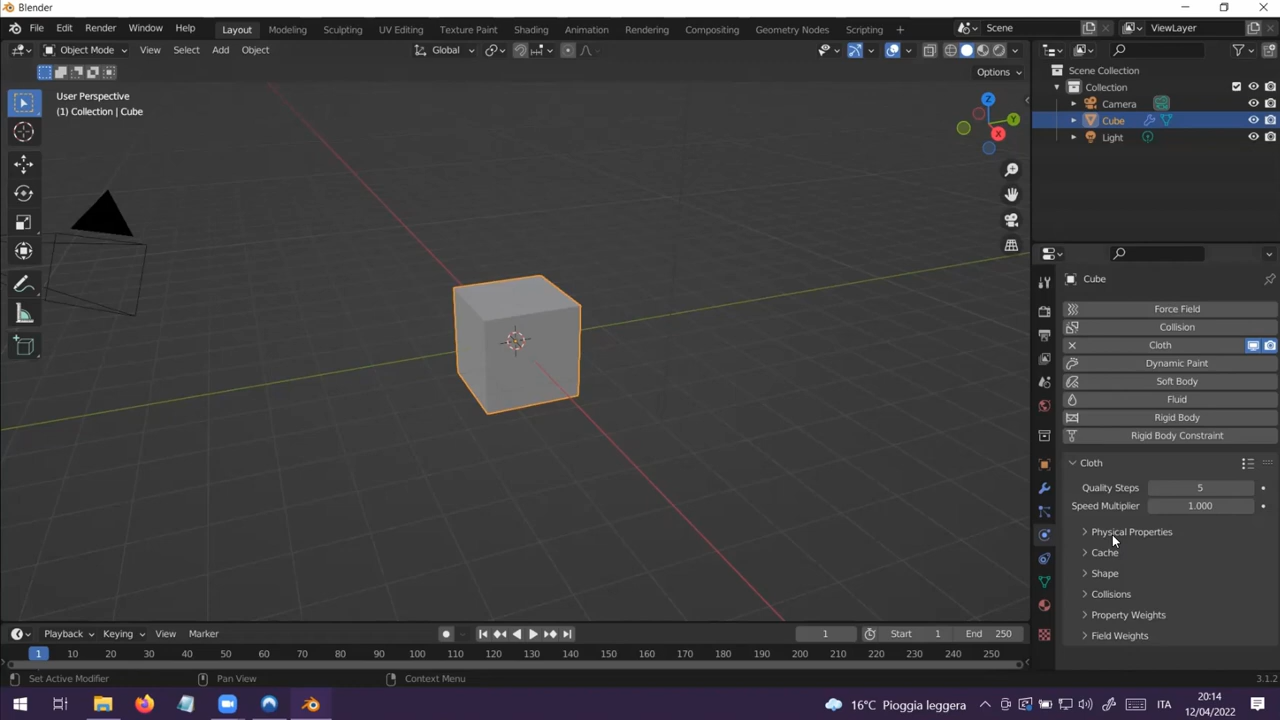 Blender
File Edit Render Window Help Layout Modeling Sculpting UV Editing Texture Paint Shading Animation Rendering Compositing Geometry Nodes Scripting + Scene ViewLayer
Object Mode View Select Add Object Global
Options
User Perspective
(1) Collection | Cube
Z
Y
X
Scene Collection
Collection
Camera
Cube
Light
Cube
Force Field
Collision
Cloth
Dynamic Paint
Soft Body
Fluid
Rigid Body
Rigid Body Constraint
Cloth
Quality Steps 5
Speed Multiplier 1.000
Physical Properties
Cache
Shape
Collisions
Property Weights
Field Weights
Playback Keying View Marker 1 Start 1 End 250
1 10 20 30 40 50 60 70 80 90 100 110 120 130 140 150 160 170 180 190 200 210 220 230 240 250
Set Active Modifier Pan View Context Menu 3.1.2
16°C Pioggia leggera ITA 20:14
12/04/2022